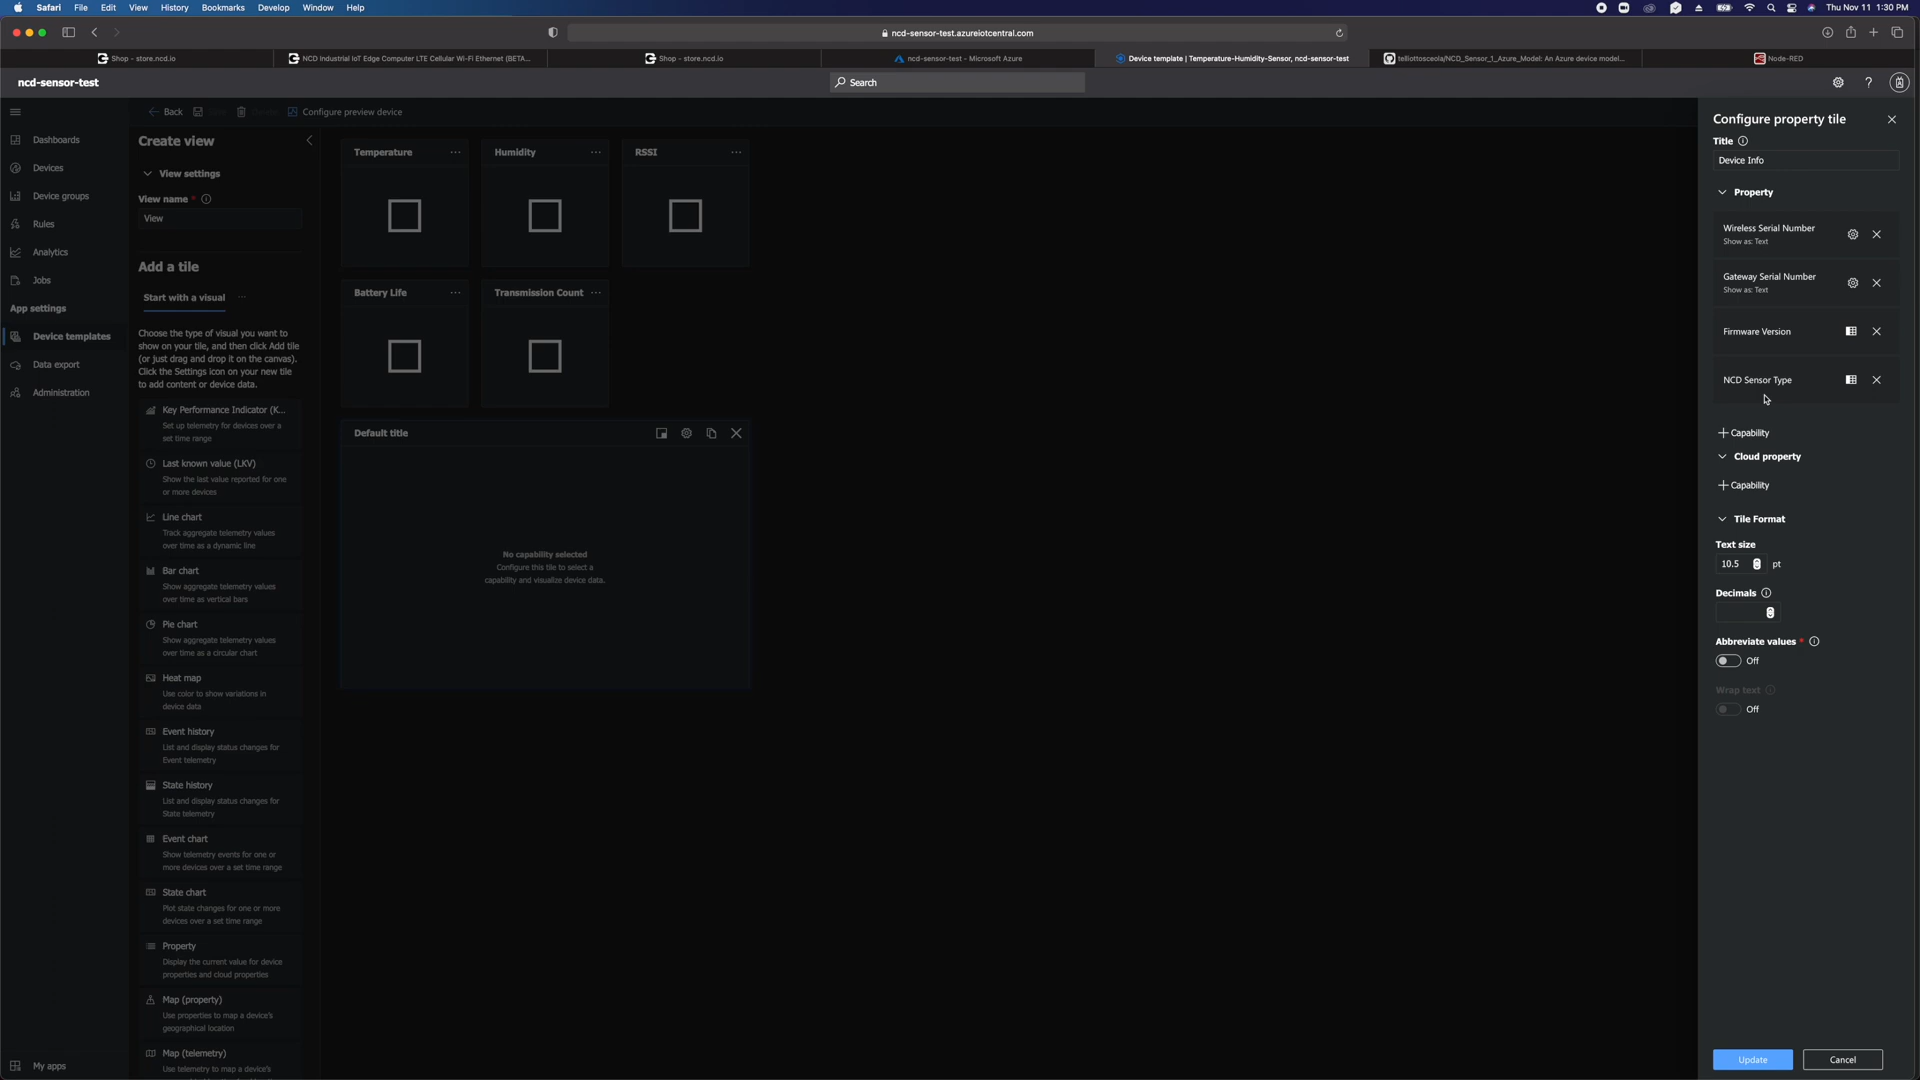 Safari File Edit View History Bookmarks Develop Window Help Thu Nov 11 1:30 PM
ncd-sensor-test.azureiotcentral.com
Shop - store.ncd.io
NCD Industrial IoT Edge Computer LTE Cellular Wi-Fi Ethernet (BETA...
Shop - store.ncd.io
ncd-sensor-test - Microsoft Azure
Device template | Temperature-Humidity-Sensor, ncd-sensor-test
telliottosceola/NCD_Sensor_1_Azure_Model: An Azure device model...
Node-RED
ncd-sensor-test
Search
Dashboards
Devices
Device groups
Rules
Analytics
Jobs
App settings
Device templates
Data export
Administration
My apps
Back
Configure preview device
Create view
View settings
View name *
View
Add a tile
Start with a visual ...
Choose the type of visual you want to
show on your tile, and then click Add tile
(or just drag and drop it on the canvas).
Click the Settings icon on your new tile
to add content or device data.
Key Performance Indicator (K...
Set up telemetry for devices over a
set time range
Last known value (LKV)
Show the last value reported for one
or more devices
Line chart
Track aggregate telemetry values
over time as a dynamic line
Bar chart
Show aggregate telemetry values
over time as vertical bars
Pie chart
Show aggregate telemetry values
over time as a circular chart
Heat map
Use color to show variations in
device data
Event history
List and display status changes for
Event telemetry
State history
List and display status changes for
State telemetry
Event chart
Show telemetry events for one or
more devices over a set time range
State chart
Plot state changes for one or more
devices over a set time range
Property
Display the current value for device
properties and cloud properties
Map (property)
Use properties to map a device's
geographical location
Map (telemetry)
Use telemetry to map a device's
Temperature ...
Humidity ...
RSSI ...
Battery Life ...
Transmission Count ...
Default title
No capability selected
Configure this tile to select a
capability and visualize device data.
Configure property tile
Title
Device Info
Property
Wireless Serial Number
Show as: Text
Gateway Serial Number
Show as: Text
Firmware Version
NCD Sensor Type
+ Capability
Cloud property
+ Capability
Tile Format
Text size
10.5 pt
Decimals
Abbreviate values *
Off
Wrap text
Off
Update
Cancel